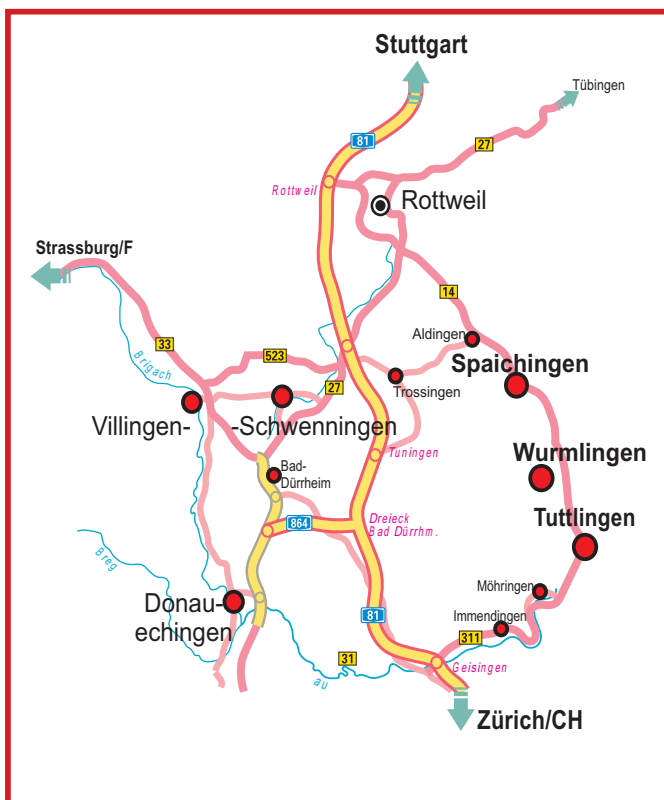 Stuttgart
Tübingen
81
27
Rottweil
Rottweil
Strassburg/F
14
Aldingen
33
523
Brigach
Spaichingen
27
Trossingen
Villingen-
-Schwenningen
Tuningen
Wurmlingen
Bad-
Dürrheim
Tuttlingen
864
Dreieck
Bad Dürrhm.
Breg
Möhringen
Donau-
echingen
81
Immendingen
311
31
Geisingen
au
Zürich/CH